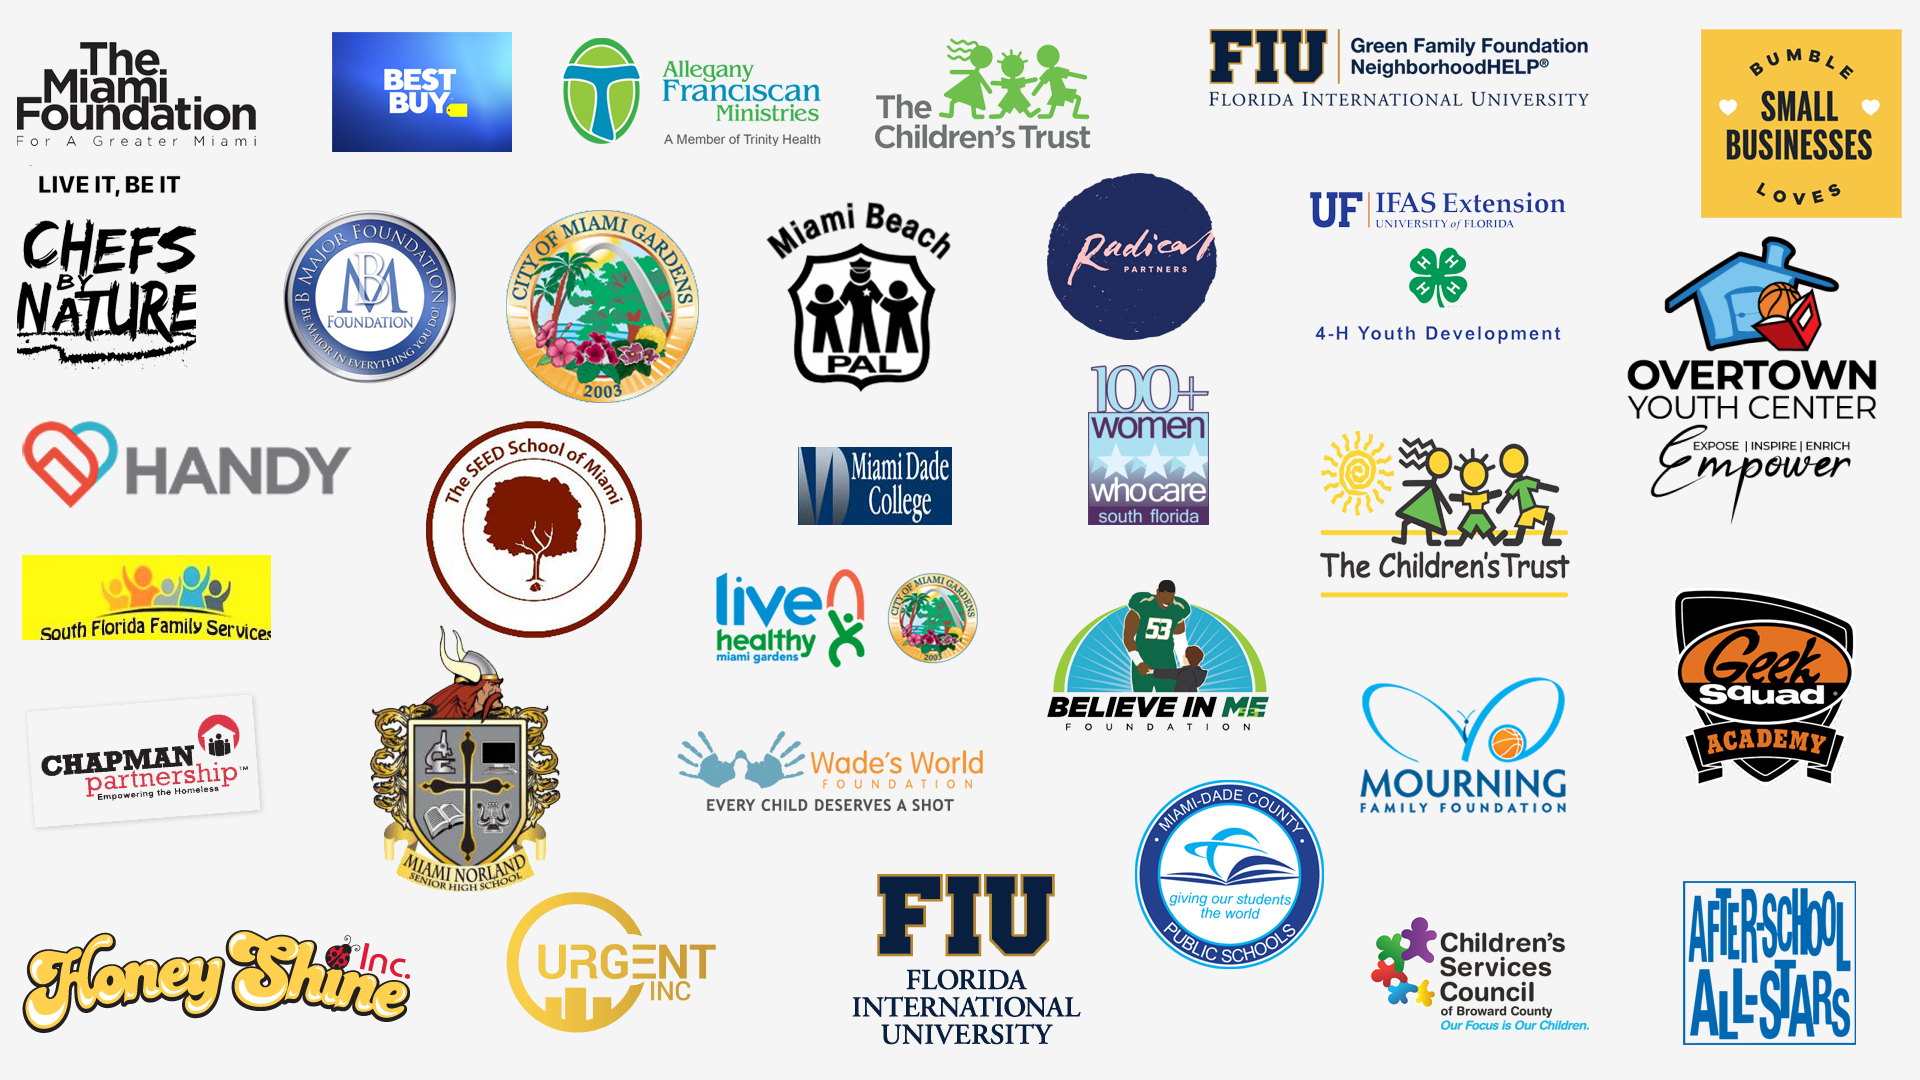 The
Miami
Foundation
For A Greater Miami
BEST
BUY
Allegany
Franciscan
Ministries
A Member of Trinity Health
The
Children's Trust
FIU
Green Family Foundation
NeighborhoodHELP®
FLORIDA INTERNATIONAL UNIVERSITY
BUMBLE
SMALL
BUSINESSES
LOVES
LIVE IT, BE IT
CHEFS
BY
NATURE
B MAJOR FOUNDATION
BM
FOUNDATION
BE MAJOR IN EVERYTHING YOU DO!
CITY OF MIAMI GARDENS
2003
Miami Beach
PAL
Radical
PARTNERS
UF
IFAS Extension
UNIVERSITY of FLORIDA
H H
H H
4-H Youth Development
OVERTOWN
YOUTH CENTER
EXPOSE | INSPIRE | ENRICH
Empower
HANDY
The SEED School of Miami
Miami Dade
College
100+
women
who care
south florida
The Children's Trust
South Florida Family Services
live
healthy
miami gardens
CITY OF MIAMI GARDENS
2003
53
BELIEVE IN ME
53
FOUNDATION
Geek
Squad
ACADEMY
CHAPMAN
partnership™
Empowering the Homeless
MIAMI NORLAND
SENIOR HIGH SCHOOL
Wade's World
FOUNDATION
EVERY CHILD DESERVES A SHOT
MOURNING
FAMILY FOUNDATION
MIAMI-DADE COUNTY
giving our students
the world
PUBLIC SCHOOLS
Honey Shine Inc.
URGENT
INC
FIU
FLORIDA
INTERNATIONAL
UNIVERSITY
Children's
Services
Council
of Broward County
Our Focus is Our Children.
AFTER-SCHOOL
ALL-STARS